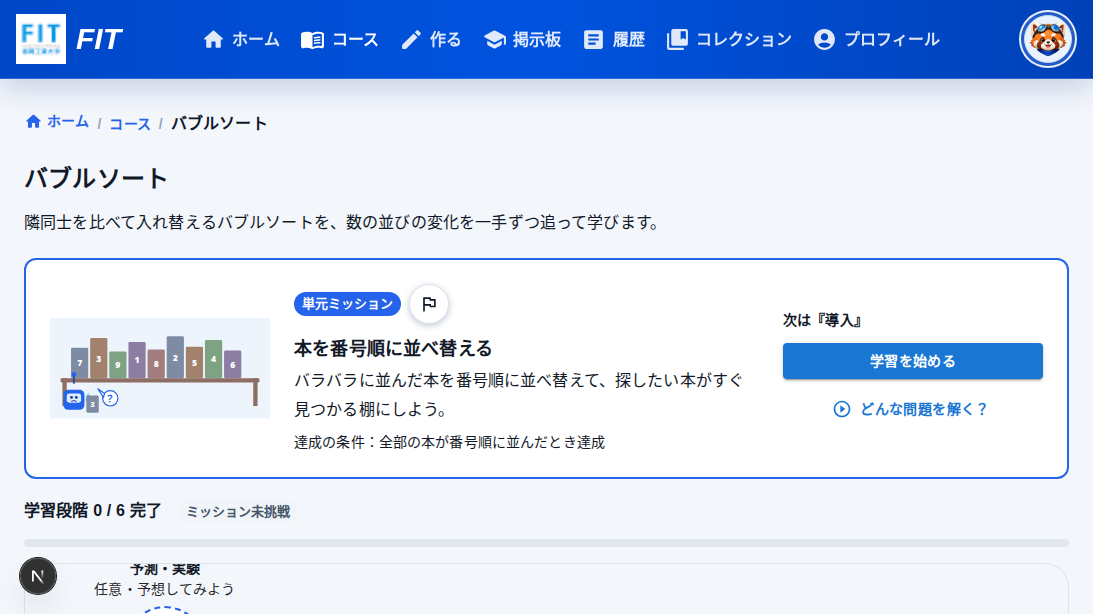 FIT
FIT
ホーム
コース
作る
掲示板
履歴
コレクション
プロフィール
ホーム / コース / バブルソート
バブルソート
隣同士を比べて入れ替えるバブルソートを、数の並びの変化を一手ずつ追って学びます。
7 3 9 1 8 2 5 4 6
3 ?
単元ミッション
本を番号順に並べ替える
バラバラに並んだ本を番号順に並べ替えて、探したい本がすぐ
見つかる棚にしよう。
達成の条件：全部の本が番号順に並んだとき達成
次は『導入』
学習を始める
どんな問題を解く？
学習段階 0 / 6 完了
ミッション未挑戦
予測・実験
任意・予想してみよう
N